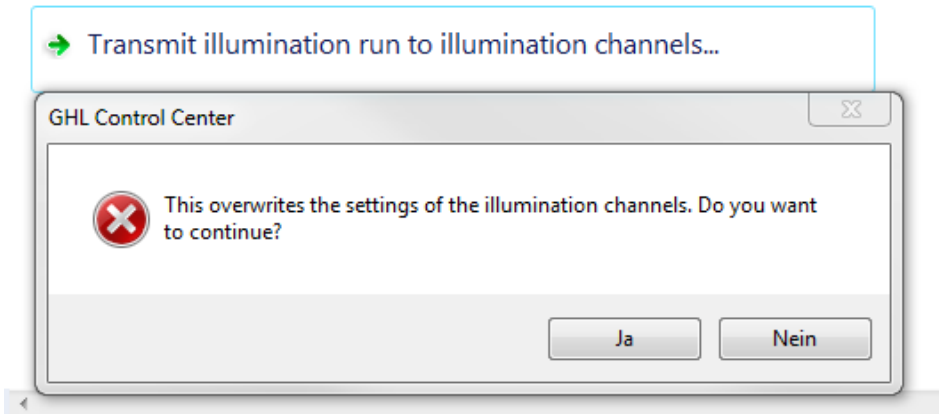 Transmit illumination run to illumination channels...
GHL Control Center
This overwrites the settings of the illumination channels. Do you want
to continue?
Ja
Nein